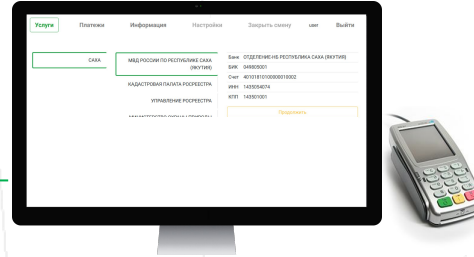 Услуги Платежи Информация Настройки Закрыть смену user Выйти
САХА
МВД РОССИИ ПО РЕСПУБЛИКЕ САХА
(ЯКУТИЯ)
КАДАСТРОВАЯ ПАЛАТА РОСРЕЕСТРА
УПРАВЛЕНИЕ РОСРЕЕСТРА
Банк ОТДЕЛЕНИЕ-НБ РЕСПУБЛИКА САХА (ЯКУТИЯ)
БИК 049805001
Счет 40101810100000010002
ИНН 1435054074
КПП 143501001
Продолжить